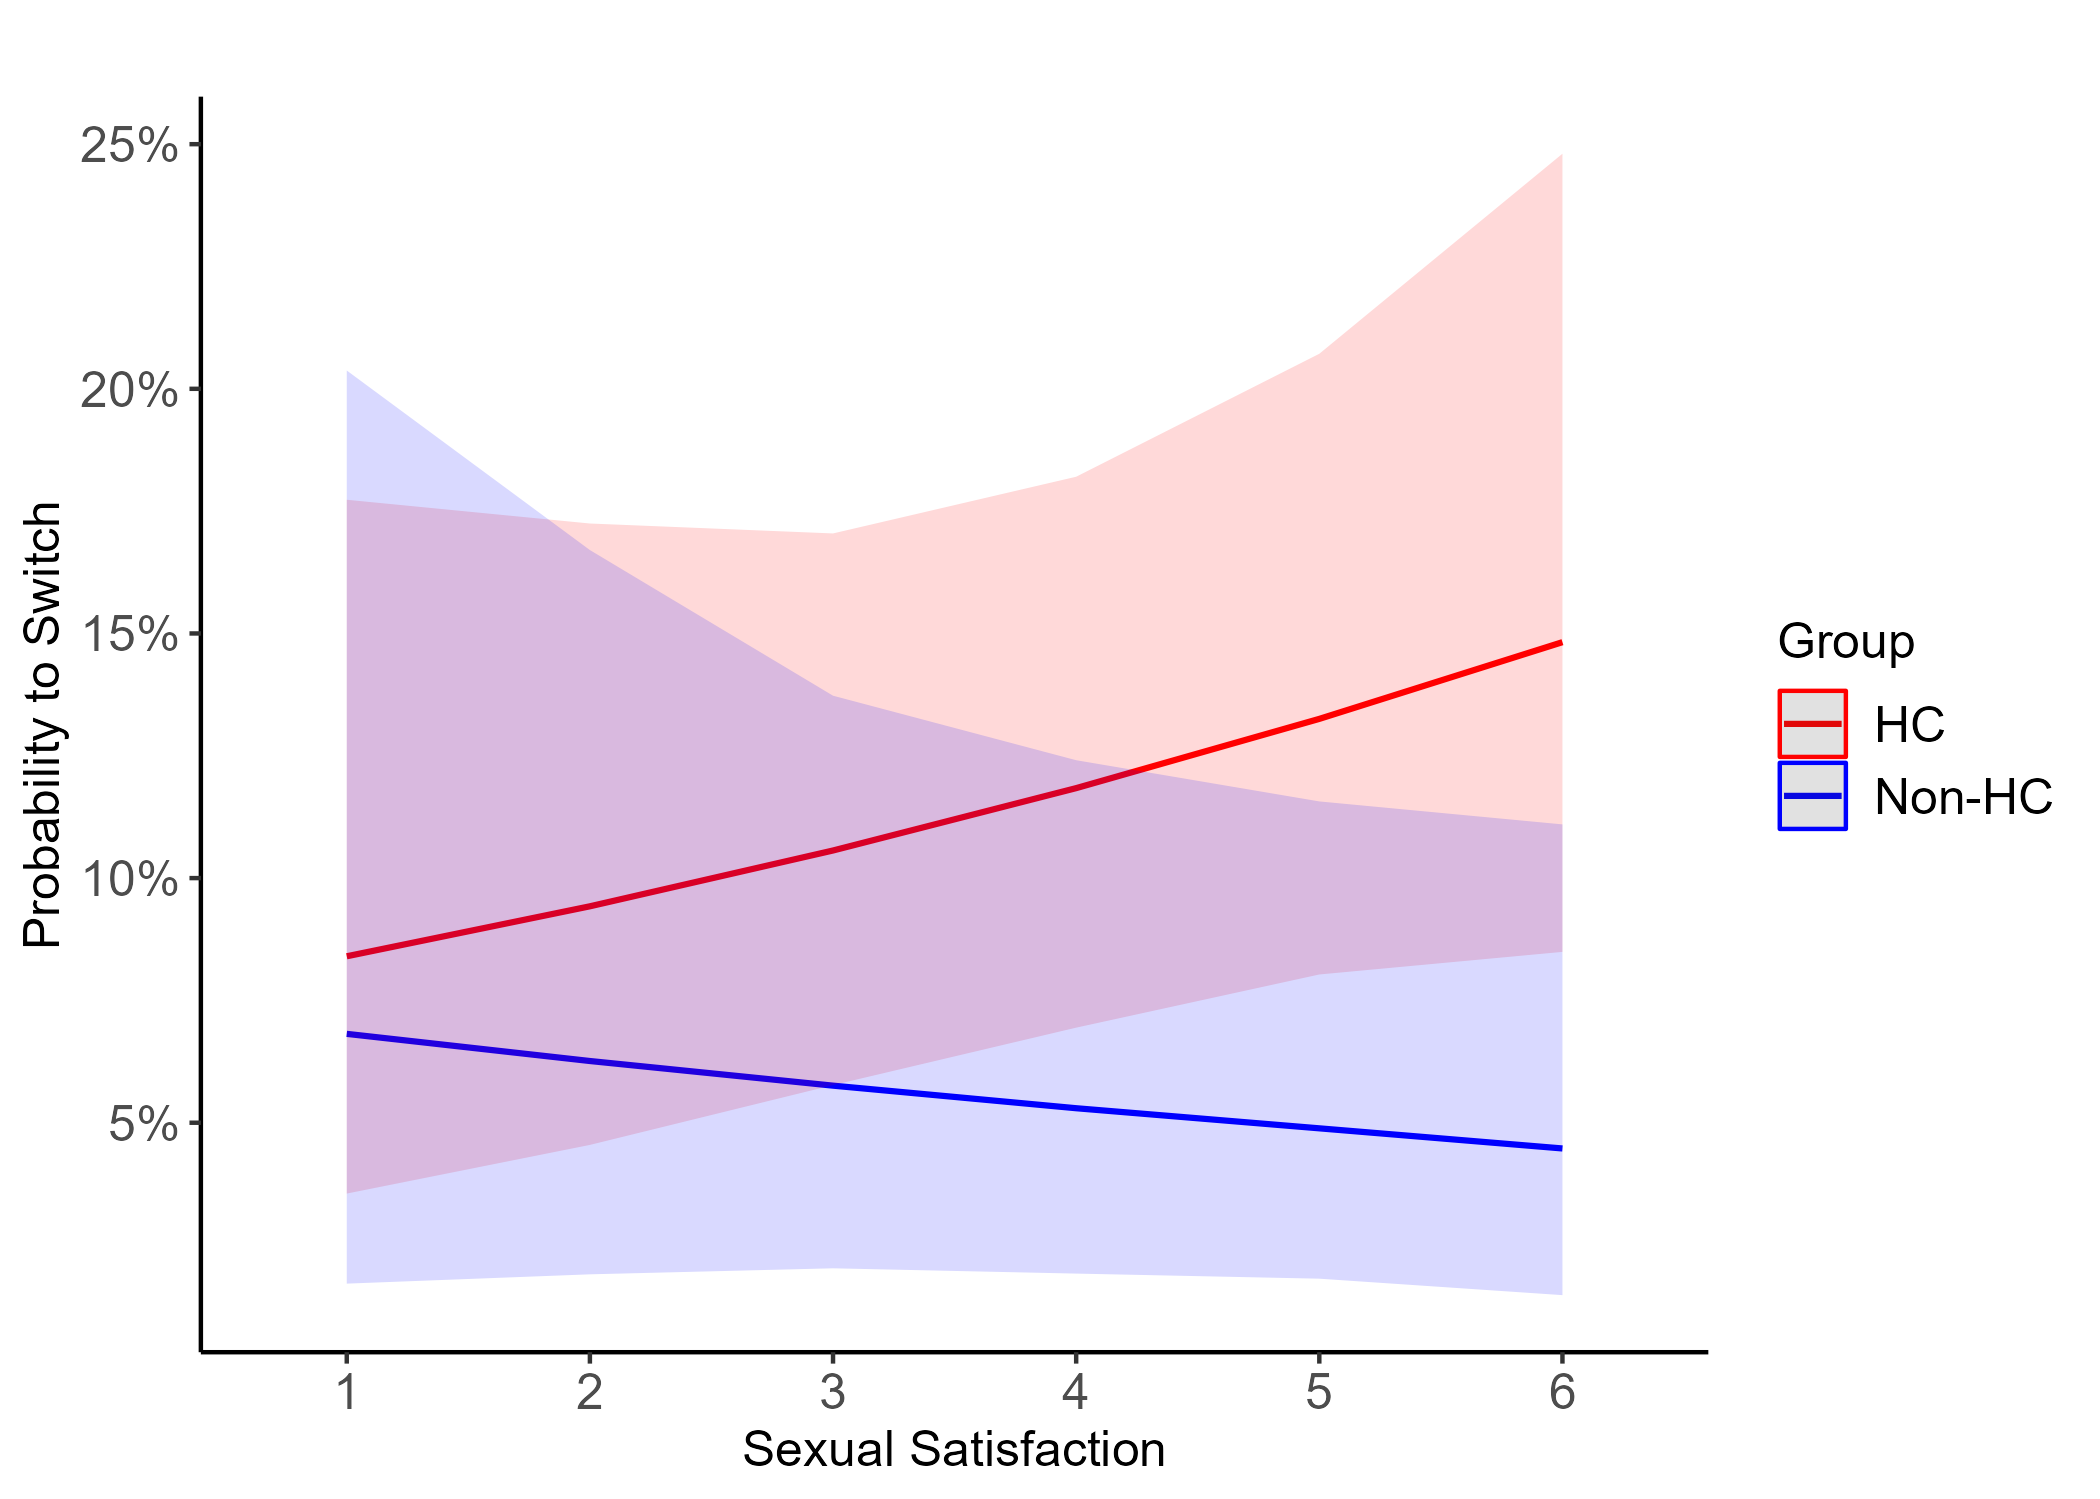 25%
20%
15%
10%
5%
Probability to Switch
1 2 3 4 5 6
Sexual Satisfaction
Group
HC
Non-HC